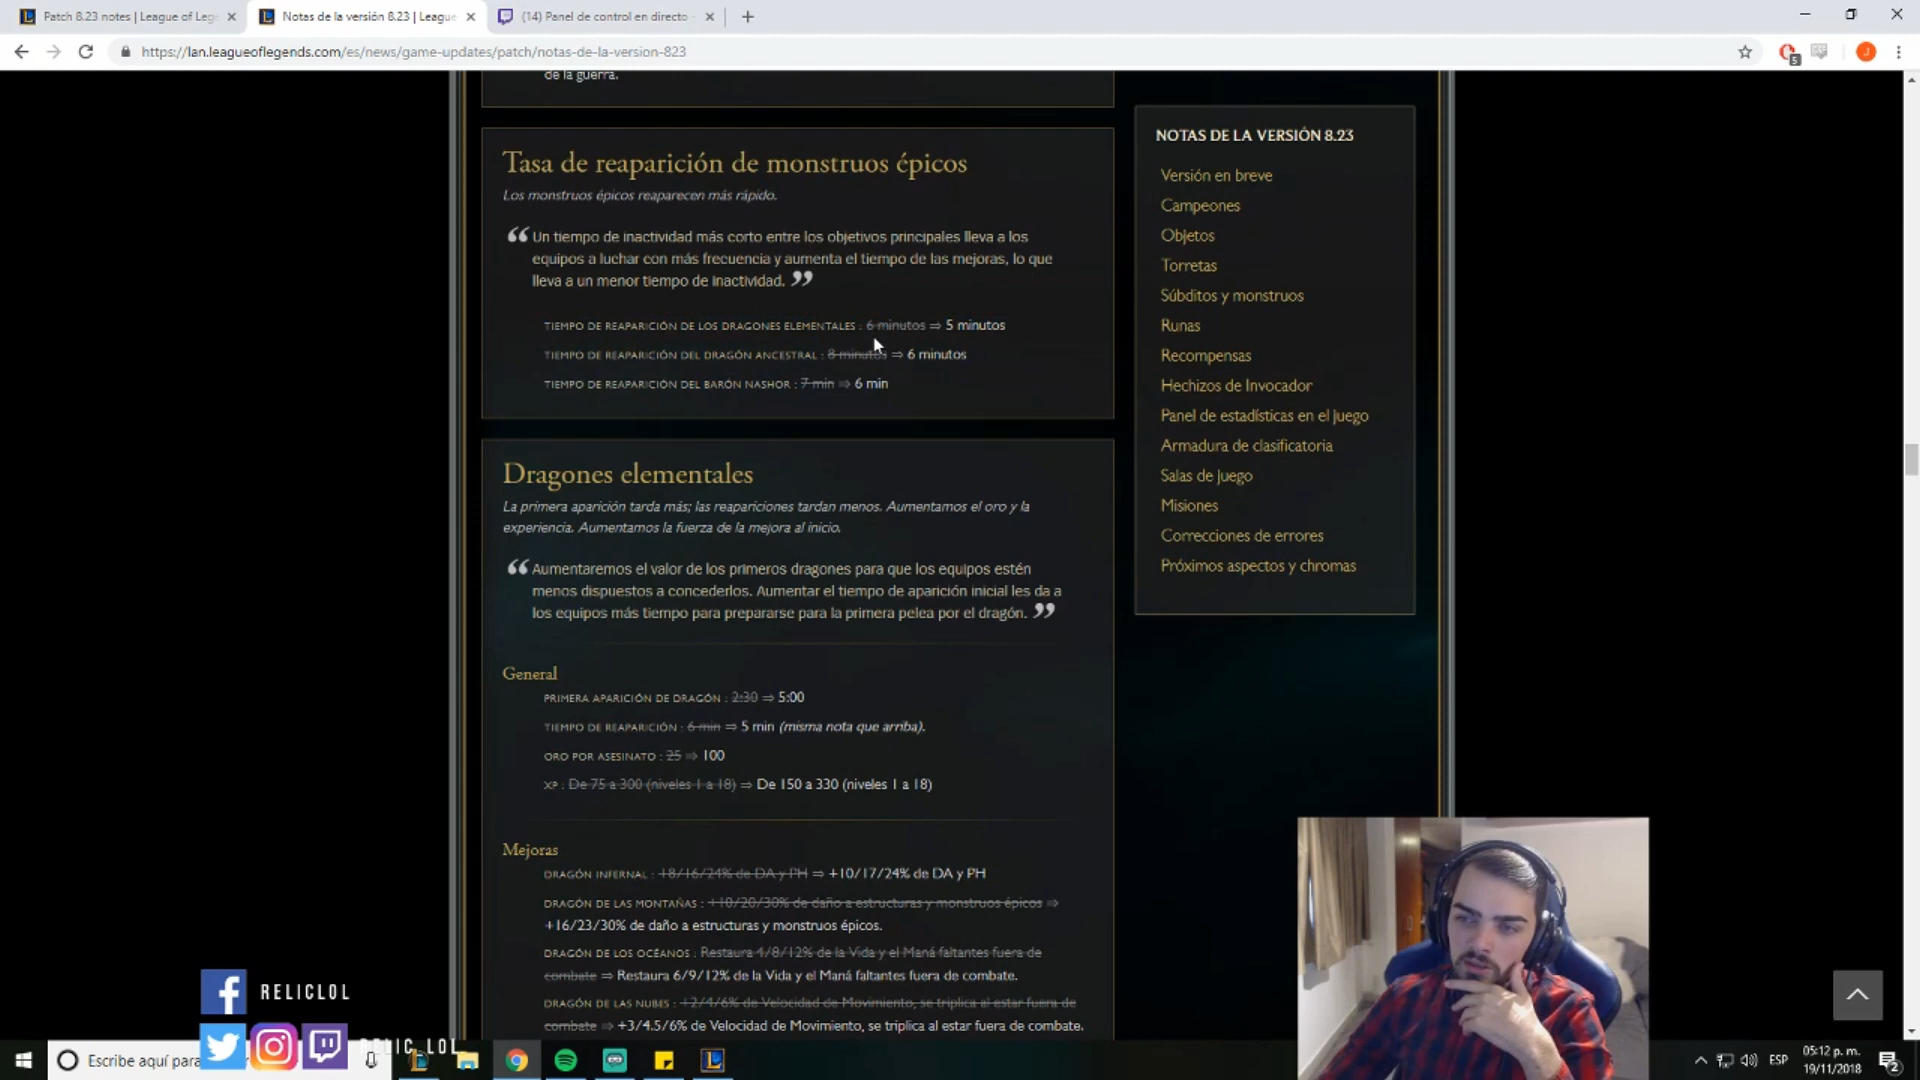 Patch 8.23 notes | League of Leg
Notas de la versión 8.23 | League
(14) Panel de control en directo
https://lan.leagueoflegends.com/es/news/game-updates/patch/notas-de-la-version-823
5
J
de la guerra.
Tasa de reaparición de monstruos épicos
Los monstruos épicos reaparecen más rápido.
“ Un tiempo de inactividad más corto entre los objetivos principales lleva a los
equipos a luchar con más frecuencia y aumenta el tiempo de las mejoras, lo que
lleva a un menor tiempo de inactividad. ”
TIEMPO DE REAPARICIÓN DE LOS DRAGONES ELEMENTALES : 6 minutos ⇒ 5 minutos
TIEMPO DE REAPARICIÓN DEL DRAGÓN ANCESTRAL : 8 minutos ⇒ 6 minutos
TIEMPO DE REAPARICIÓN DEL BARÓN NASHOR : 7 min ⇒ 6 min
Dragones elementales
La primera aparición tarda más; las reapariciones tardan menos. Aumentamos el oro y la
experiencia. Aumentamos la fuerza de la mejora al inicio.
“ Aumentaremos el valor de los primeros dragones para que los equipos estén
menos dispuestos a concederlos. Aumentar el tiempo de aparición inicial les da a
los equipos más tiempo para prepararse para la primera pelea por el dragón. ”
General
PRIMERA APARICIÓN DE DRAGÓN : 2:30 ⇒ 5:00
TIEMPO DE REAPARICIÓN : 6 min ⇒ 5 min (misma nota que arriba).
ORO POR ASESINATO : 25 ⇒ 100
XP : De 75 a 300 (niveles 1 a 18) ⇒ De 150 a 330 (niveles 1 a 18)
Mejoras
DRAGÓN INFERNAL : +8/16/24% de DA y PH ⇒ +10/17/24% de DA y PH
DRAGÓN DE LAS MONTAÑAS : +10/20/30% de daño a estructuras y monstruos épicos ⇒
+16/23/30% de daño a estructuras y monstruos épicos.
DRAGÓN DE LOS OCÉANOS : Restaura 4/8/12% de la Vida y el Maná faltantes fuera de
combate ⇒ Restaura 6/9/12% de la Vida y el Maná faltantes fuera de combate.
DRAGÓN DE LAS NUBES : +2/4/6% de Velocidad de Movimiento, se triplica al estar fuera de
combate ⇒ +3/4.5/6% de Velocidad de Movimiento, se triplica al estar fuera de combate.
NOTAS DE LA VERSIÓN 8.23
Versión en breve
Campeones
Objetos
Torretas
Súbditos y monstruos
Runas
Recompensas
Hechizos de Invocador
Panel de estadísticas en el juego
Armadura de clasificatoria
Salas de juego
Misiones
Correcciones de errores
Próximos aspectos y chromas
RELICLOL
RELIC_LOL
Escribe aquí para
ESP
05:12 p. m.
19/11/2018
2